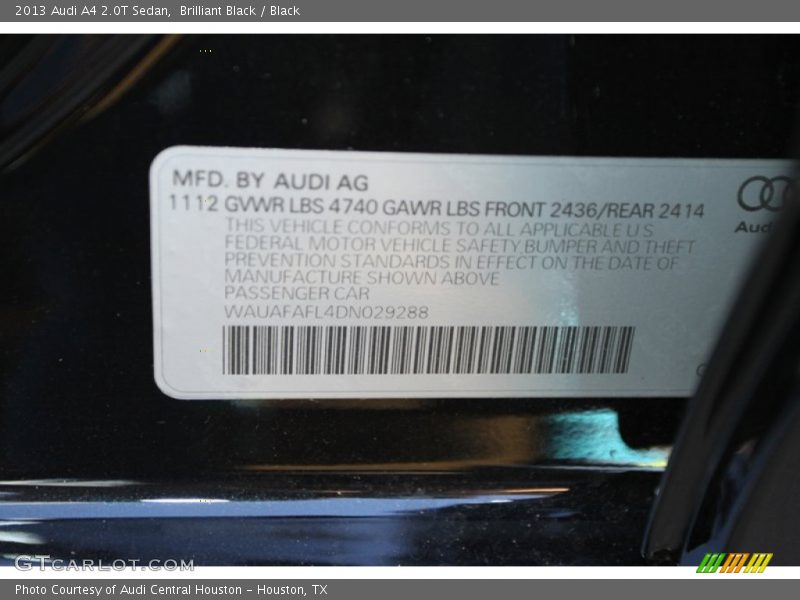 2013 Audi A4 2.0T Sedan, Brilliant Black / Black
MFD. BY AUDI AG
1112 GVWR LBS 4740 GAWR LBS FRONT 2436/REAR 2414
THIS VEHICLE CONFORMS TO ALL APPLICABLE U S
FEDERAL MOTOR VEHICLE SAFETY,BUMPER AND THEFT
PREVENTION STANDARDS IN EFFECT ON THE DATE OF
MANUFACTURE SHOWN ABOVE
PASSENGER CAR
WAUAFAFL4DN029288
GTCARLOT.COM
Photo Courtesy of Audi Central Houston - Houston, TX